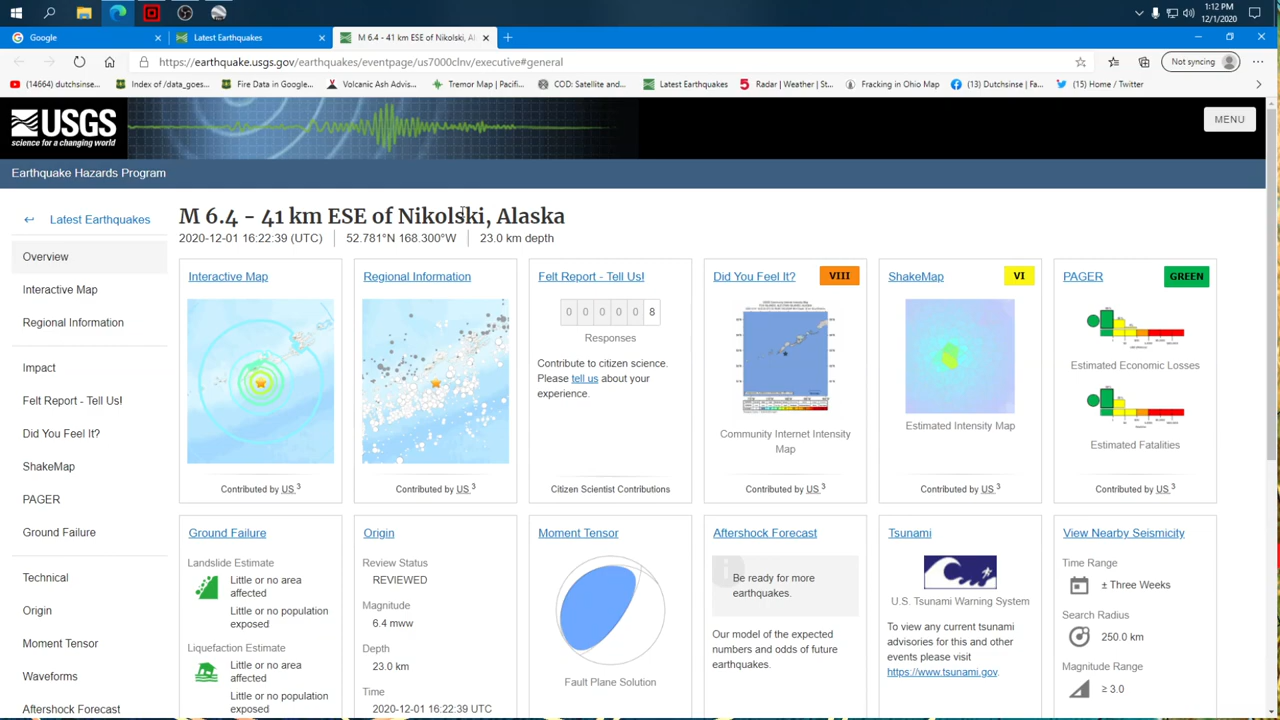 1:12 PM
12/1/2020
Google
Latest Earthquakes
M 6.4 - 41 km ESE of Nikolski, Al
https://earthquake.usgs.gov/earthquakes/eventpage/us7000clnv/executive#general
Not syncing
(14664) dutchsinse...
Index of /data_goes...
Fire Data in Google...
Volcanic Ash Advis...
Tremor Map | Pacifi...
COD: Satellite and...
Latest Earthquakes
Radar | Weather | St...
Fracking in Ohio Map
(13) Dutchsinse | Fa...
(15) Home / Twitter
USGS
science for a changing world
MENU
Earthquake Hazards Program
Latest Earthquakes
Overview
Interactive Map
Regional Information
Impact
Felt Report - Tell Us!
Did You Feel It?
ShakeMap
PAGER
Ground Failure
Technical
Origin
Moment Tensor
Waveforms
Aftershock Forecast
M 6.4 - 41 km ESE of Nikolski, Alaska
2020-12-01 16:22:39 (UTC)
52.781°N 168.300°W
23.0 km depth
Interactive Map
Contributed by US 3
Regional Information
Contributed by US 3
Felt Report - Tell Us!
0 0 0 0 0 8
Responses
Contribute to citizen science.
Please tell us about your
experience.
Citizen Scientist Contributions
Did You Feel It?
VIII
Community Internet Intensity
Map
Contributed by US 3
ShakeMap
VI
Estimated Intensity Map
Contributed by US 3
PAGER
GREEN
Estimated Economic Losses
Estimated Fatalities
Contributed by US 3
Ground Failure
Landslide Estimate
Little or no area
affected
Little or no population
exposed
Liquefaction Estimate
Little or no area
affected
Little or no population
exposed
Origin
Review Status
REVIEWED
Magnitude
6.4 mww
Depth
23.0 km
Time
2020-12-01 16:22:39 UTC
Moment Tensor
Fault Plane Solution
Aftershock Forecast
Be ready for more
earthquakes.
Our model of the expected
numbers and odds of future
earthquakes.
Tsunami
U.S. Tsunami Warning System
To view any current tsunami
advisories for this and other
events please visit
https://www.tsunami.gov.
View Nearby Seismicity
Time Range
± Three Weeks
Search Radius
250.0 km
Magnitude Range
≥ 3.0